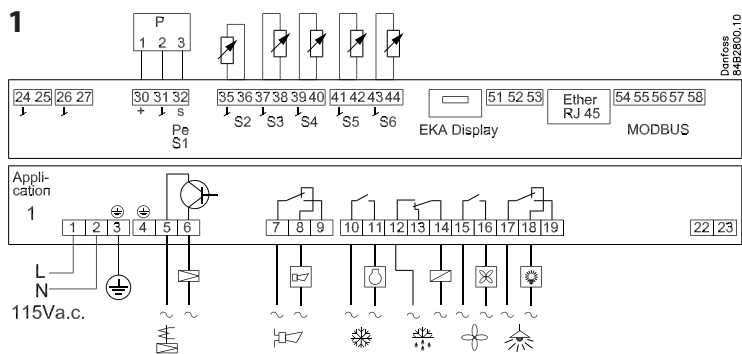 1
P
1 2 3
Danfoss
84B2800.10
24 25 26 27 30 31 32 35 36 37 38 39 40 41 42 43 44 51 52 53 Ether RJ 45 54 55 56 57 58
+ s
Pe
S1
S2 S3 S4 S5 S6
EKA Display
MODBUS
Appli-
cation
1
1 2 3 4 5 6 7 8 9 10 11 12 13 14 15 16 17 18 19 22 23
L
N
115Va.c.